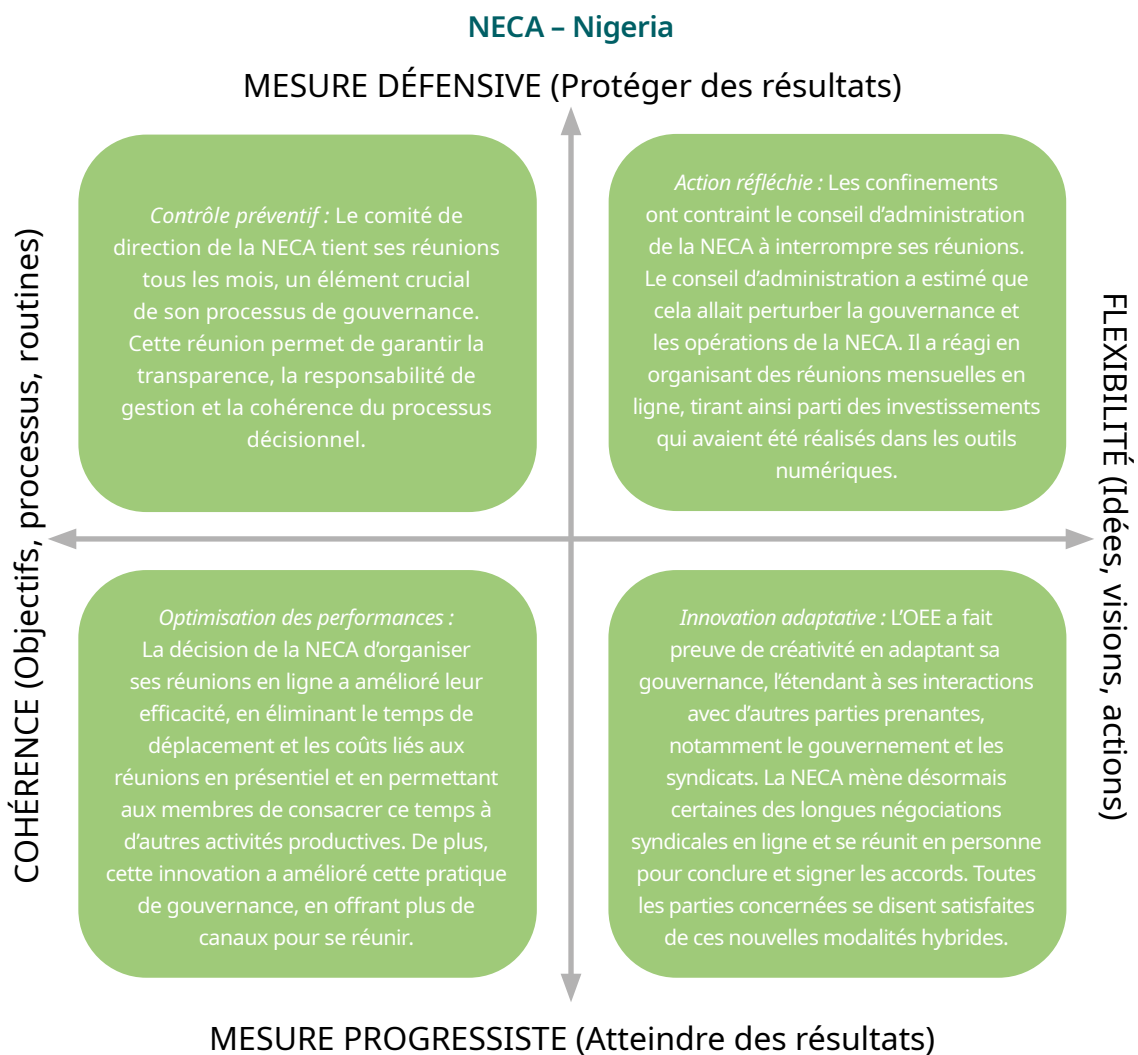 NECA – Nigeria
MESURE DÉFENSIVE (Protéger des résultats)
COHÉRENCE (Objectifs, processus, routines)
Contrôle préventif : Le comité de
direction de la NECA tient ses réunions
tous les mois, un élément crucial
de son processus de gouvernance.
Cette réunion permet de garantir la
transparence, la responsabilité de
gestion et la cohérence du processus
décisionnel.
Action réfléchie : Les confinements
ont contraint le conseil d’administration
de la NECA à interrompre ses réunions.
Le conseil d’administration a estimé que
cela allait perturber la gouvernance et
les opérations de la NECA. Il a réagi en
organisant des réunions mensuelles en
ligne, tirant ainsi parti des investissements
qui avaient été réalisés dans les outils
numériques.
FLEXIBILITÉ (Idées, visions, actions)
Optimisation des performances :
La décision de la NECA d’organiser
ses réunions en ligne a amélioré leur
efficacité, en éliminant le temps de
déplacement et les coûts liés aux
réunions en présentiel et en permettant
aux membres de consacrer ce temps à
d’autres activités productives. De plus,
cette innovation a amélioré cette pratique
de gouvernance, en offrant plus de
canaux pour se réunir.
Innovation adaptative : L’OEE a fait
preuve de créativité en adaptant sa
gouvernance, l’étendant à ses interactions
avec d’autres parties prenantes,
notamment le gouvernement et les
syndicats. La NECA mène désormais
certaines des longues négociations
syndicales en ligne et se réunit en personne
pour conclure et signer les accords. Toutes
les parties concernées se disent satisfaites
de ces nouvelles modalités hybrides.
MESURE PROGRESSISTE (Atteindre des résultats)